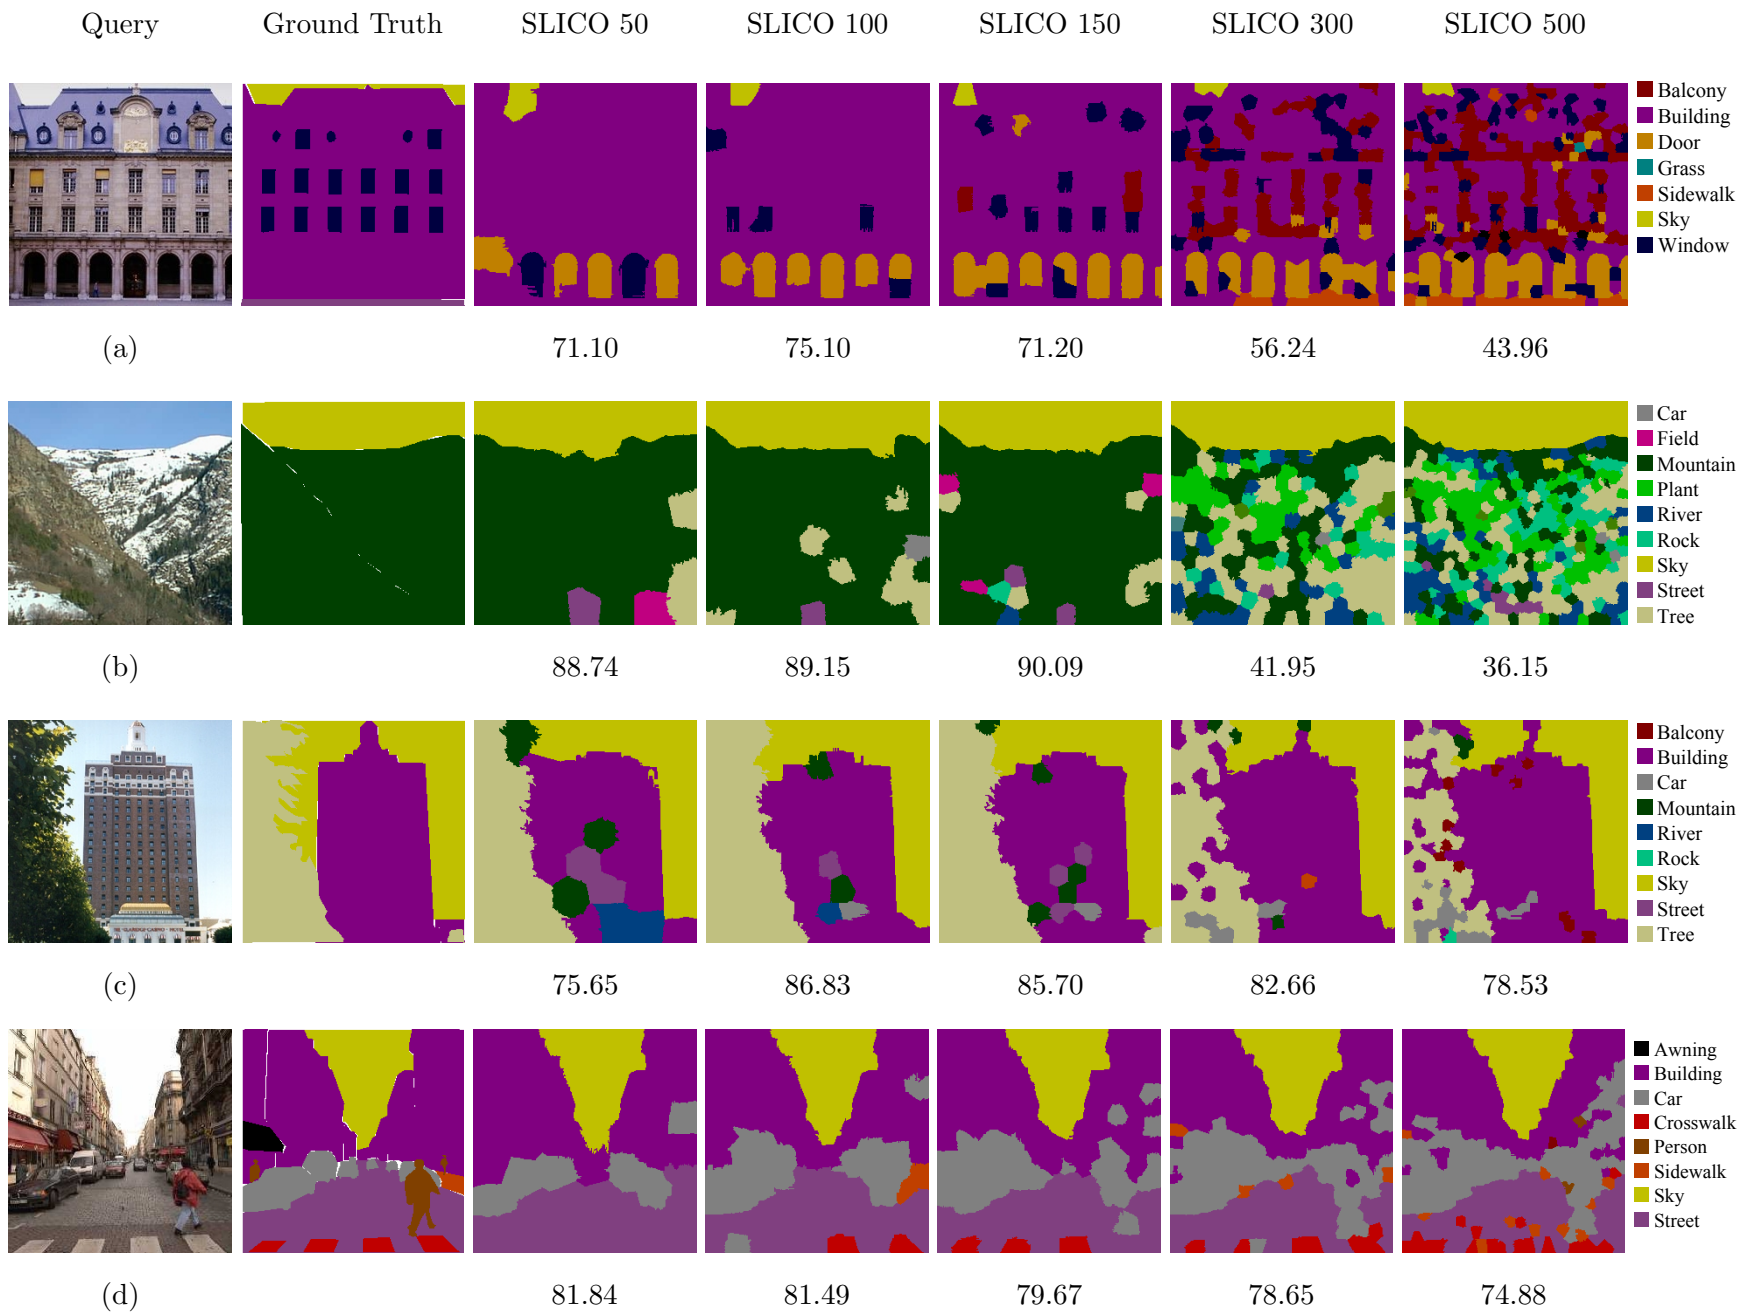 Query Ground Truth SLICO 50 SLICO 100 SLICO 150 SLICO 300 SLICO 500
Balcony
Building
Door
Grass
Sidewalk
Sky
Window
(a) 71.10 75.10 71.20 56.24 43.96
Car
Field
Mountain
Plant
River
Rock
Sky
Street
Tree
(b) 88.74 89.15 90.09 41.95 36.15
Balcony
Building
Car
Mountain
River
Rock
Sky
Street
Tree
(c) 75.65 86.83 85.70 82.66 78.53
Awning
Building
Car
Crosswalk
Person
Sidewalk
Sky
Street
(d) 81.84 81.49 79.67 78.65 74.88